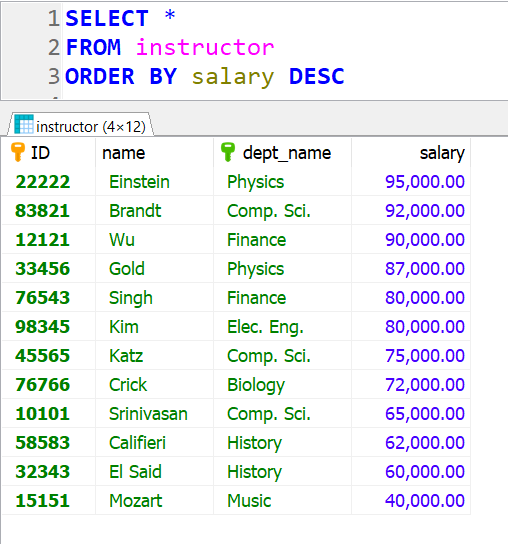 1 SELECT *
2 FROM instructor
3 ORDER BY salary DESC
instructor (4×12)
ID name dept_name salary
22222 Einstein Physics 95,000.00
83821 Brandt Comp. Sci. 92,000.00
12121 Wu Finance 90,000.00
33456 Gold Physics 87,000.00
76543 Singh Finance 80,000.00
98345 Kim Elec. Eng. 80,000.00
45565 Katz Comp. Sci. 75,000.00
76766 Crick Biology 72,000.00
10101 Srinivasan Comp. Sci. 65,000.00
58583 Califieri History 62,000.00
32343 El Said History 60,000.00
15151 Mozart Music 40,000.00